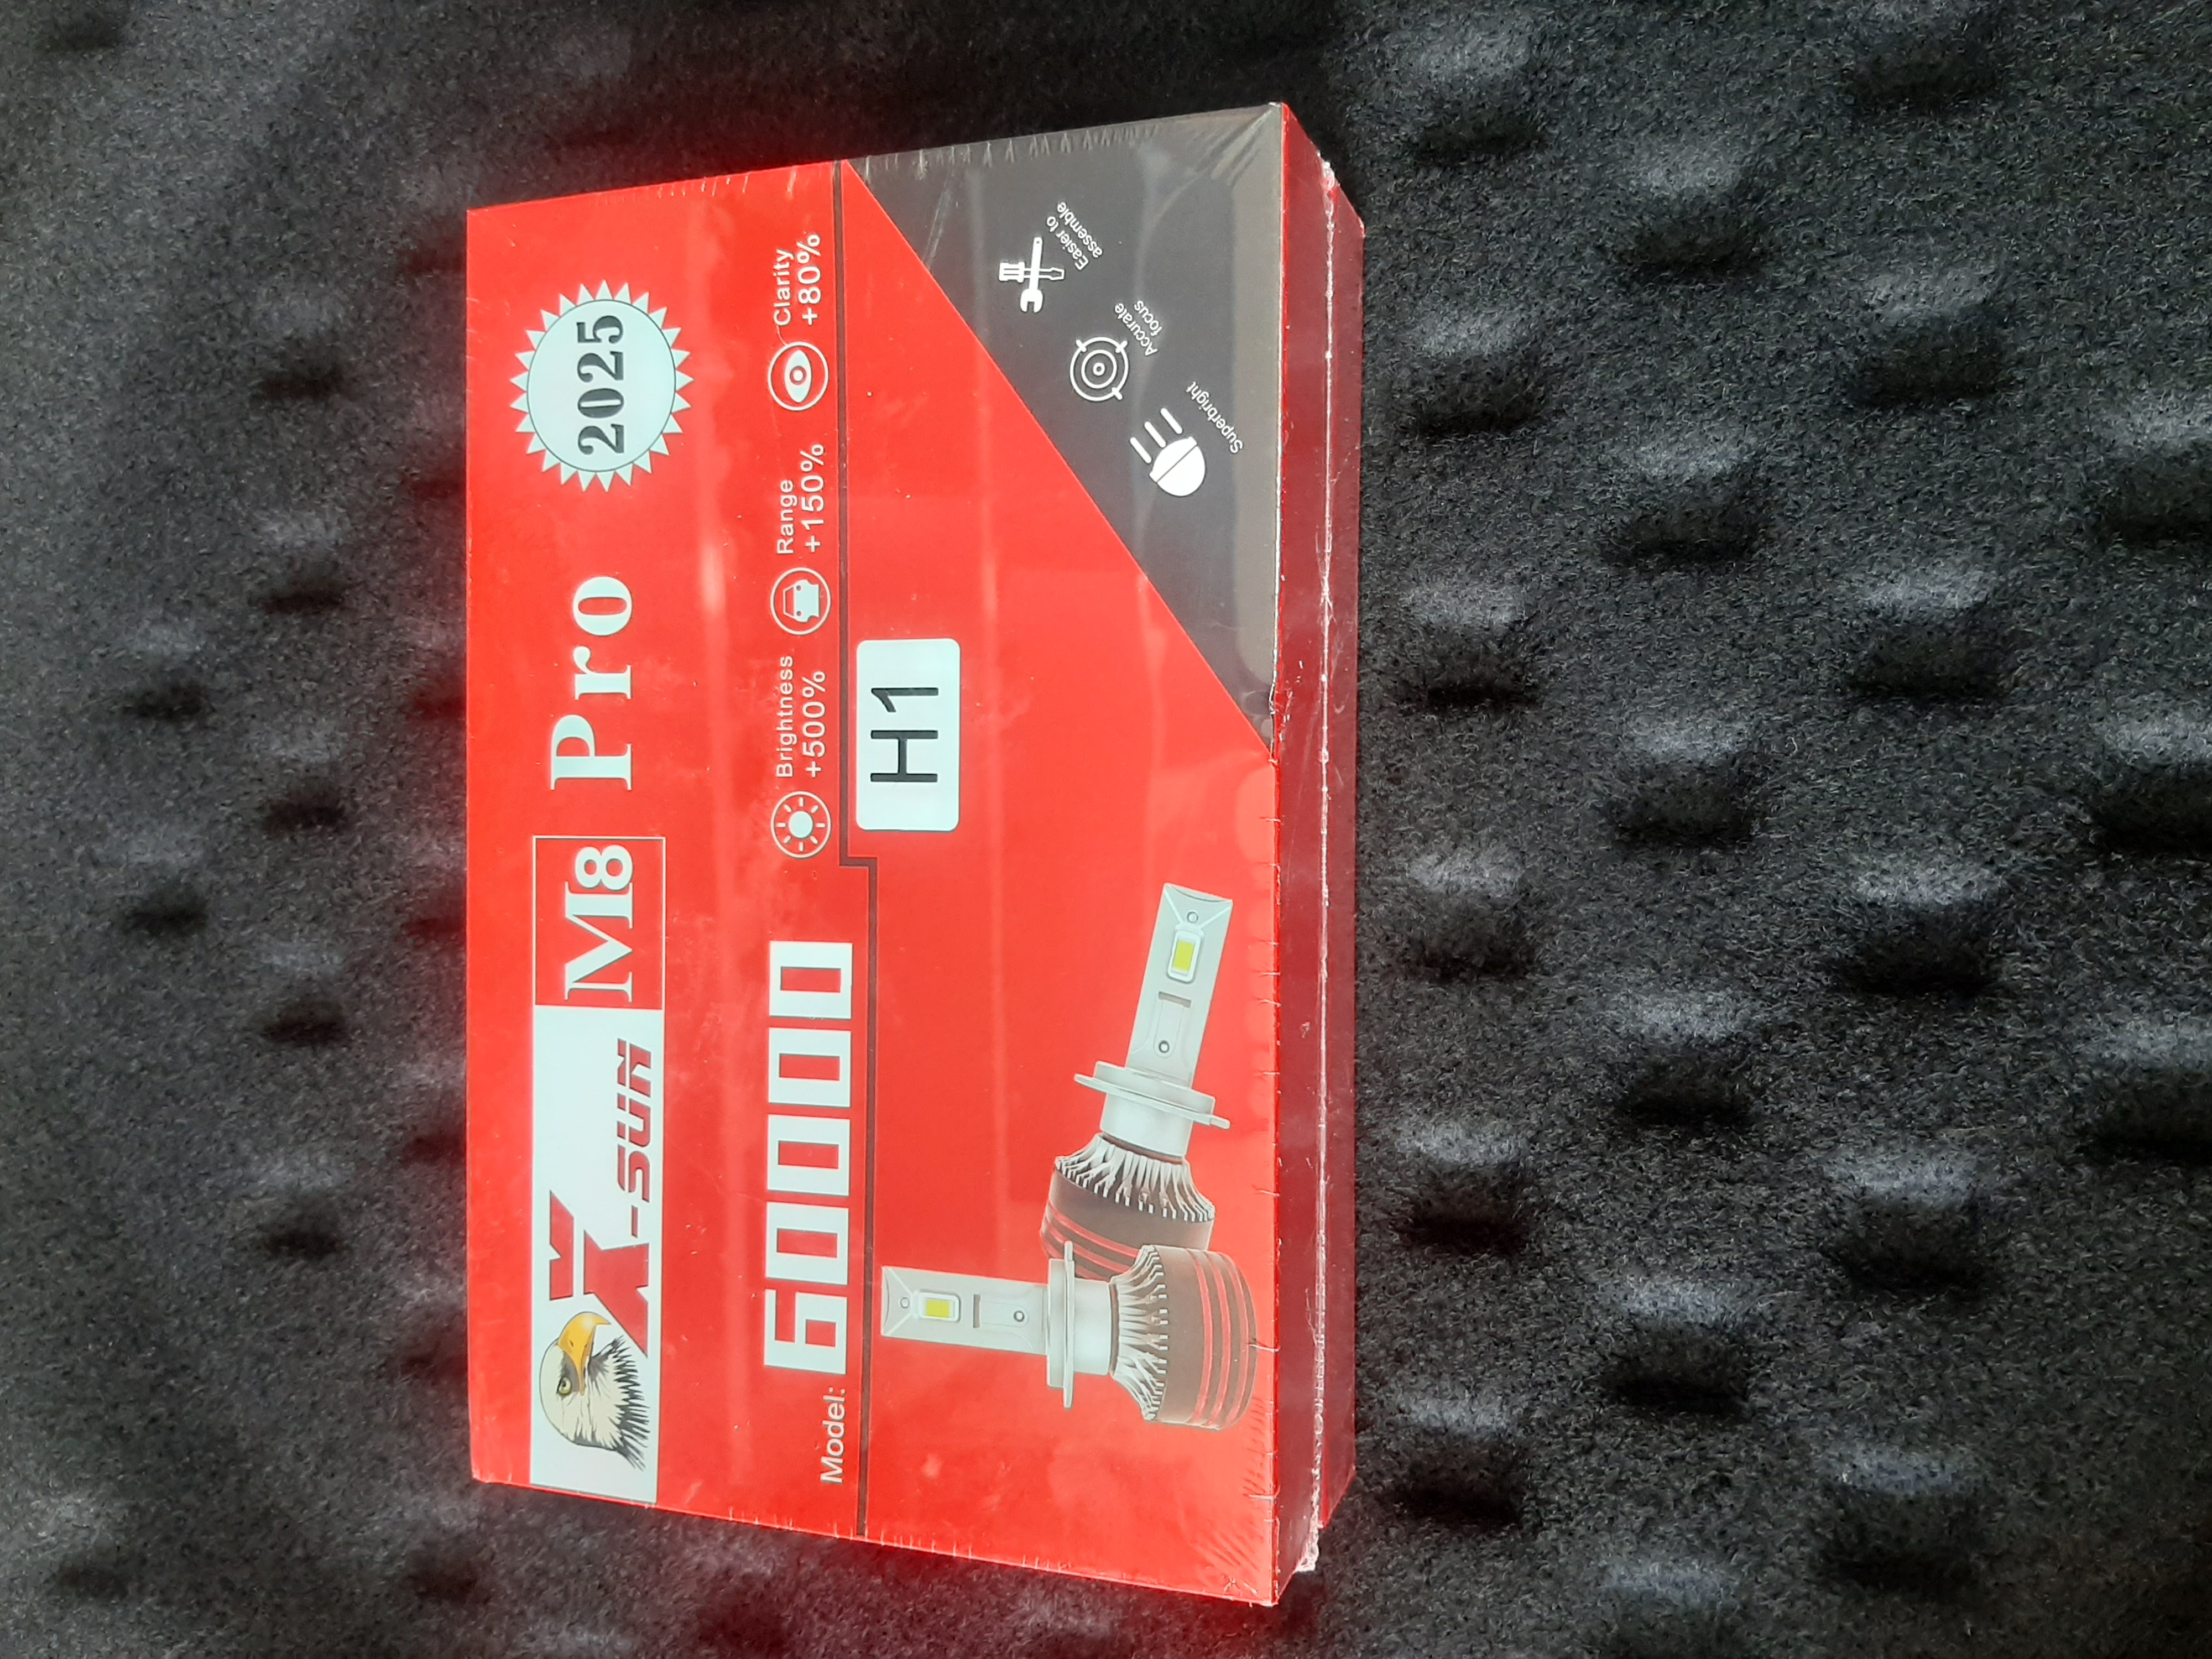 X-SUN M8 Pro 2025
Model: 60000
Brightness +500%
Range +150%
Clarity +80%
H1
Superbright
Accurate focus
Easier to assemble